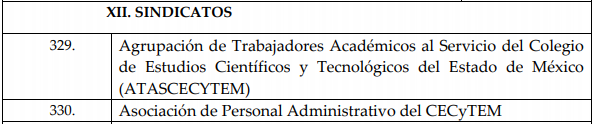 XII. SINDICATOS
329. Agrupación de Trabajadores Académicos al Servicio del Colegio
de Estudios Científicos y Tecnológicos del Estado de México
(ATASCECYTEM)
330. Asociación de Personal Administrativo del CECyTEM